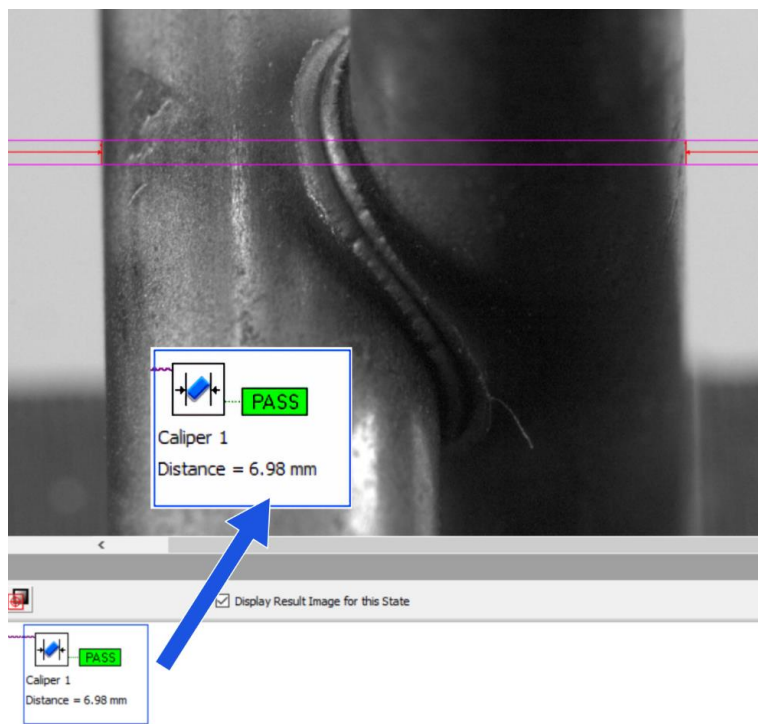 PASS
Caliper 1
Distance = 6.98 mm
Display Result Image for this State
PASS
Caliper 1
Distance = 6.98 mm